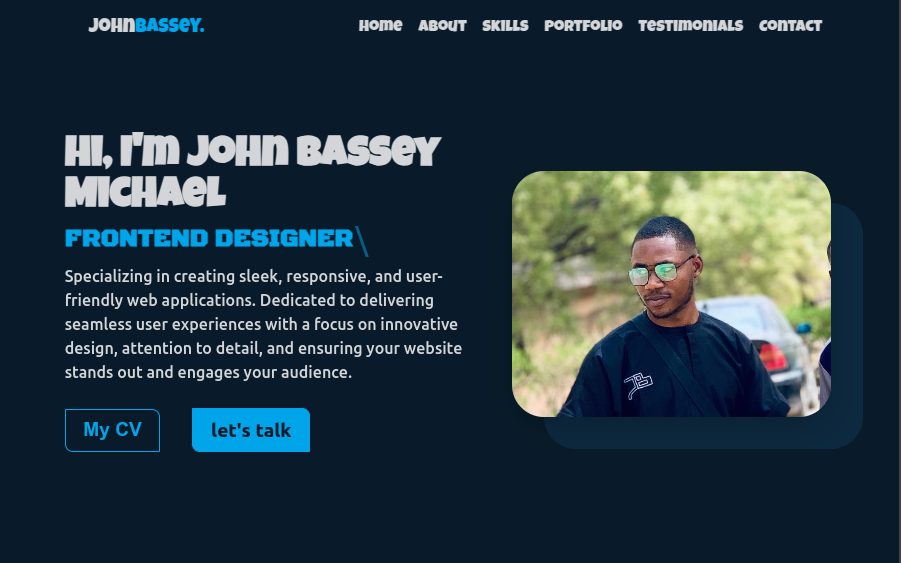 JOHNBASSEY.
Home About Skills Portfolio Testimonials Contact
Hi, I'm John Bassey
Michael
FRONTEND DESIGNER\
Specializing in creating sleek, responsive, and user-
friendly web applications. Dedicated to delivering
seamless user experiences with a focus on innovative
design, attention to detail, and ensuring your website
stands out and engages your audience.
My CV
let's talk